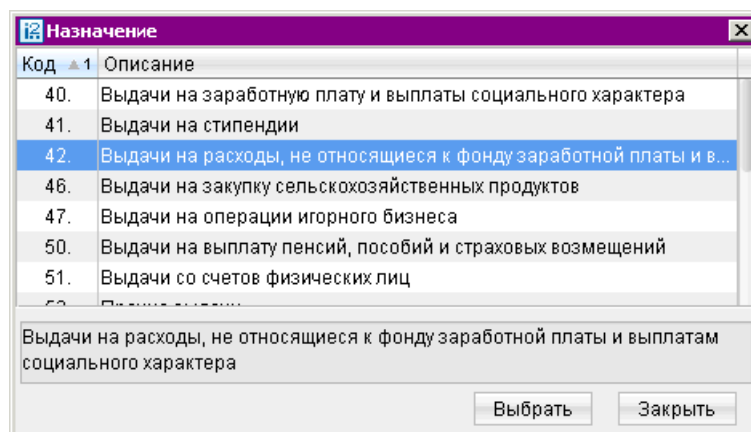 Назначение
Код 1 Описание
40. Выдачи на заработную плату и выплаты социального характера
41. Выдачи на стипендии
42. Выдачи на расходы, не относящиеся к фонду заработной платы и в...
46. Выдачи на закупку сельскохозяйственных продуктов
47. Выдачи на операции игорного бизнеса
50. Выдачи на выплату пенсий, пособий и страховых возмещений
51. Выдачи со счетов физических лиц
Выдачи на расходы, не относящиеся к фонду заработной платы и выплатам
социального характера
Выбрать Закрыть